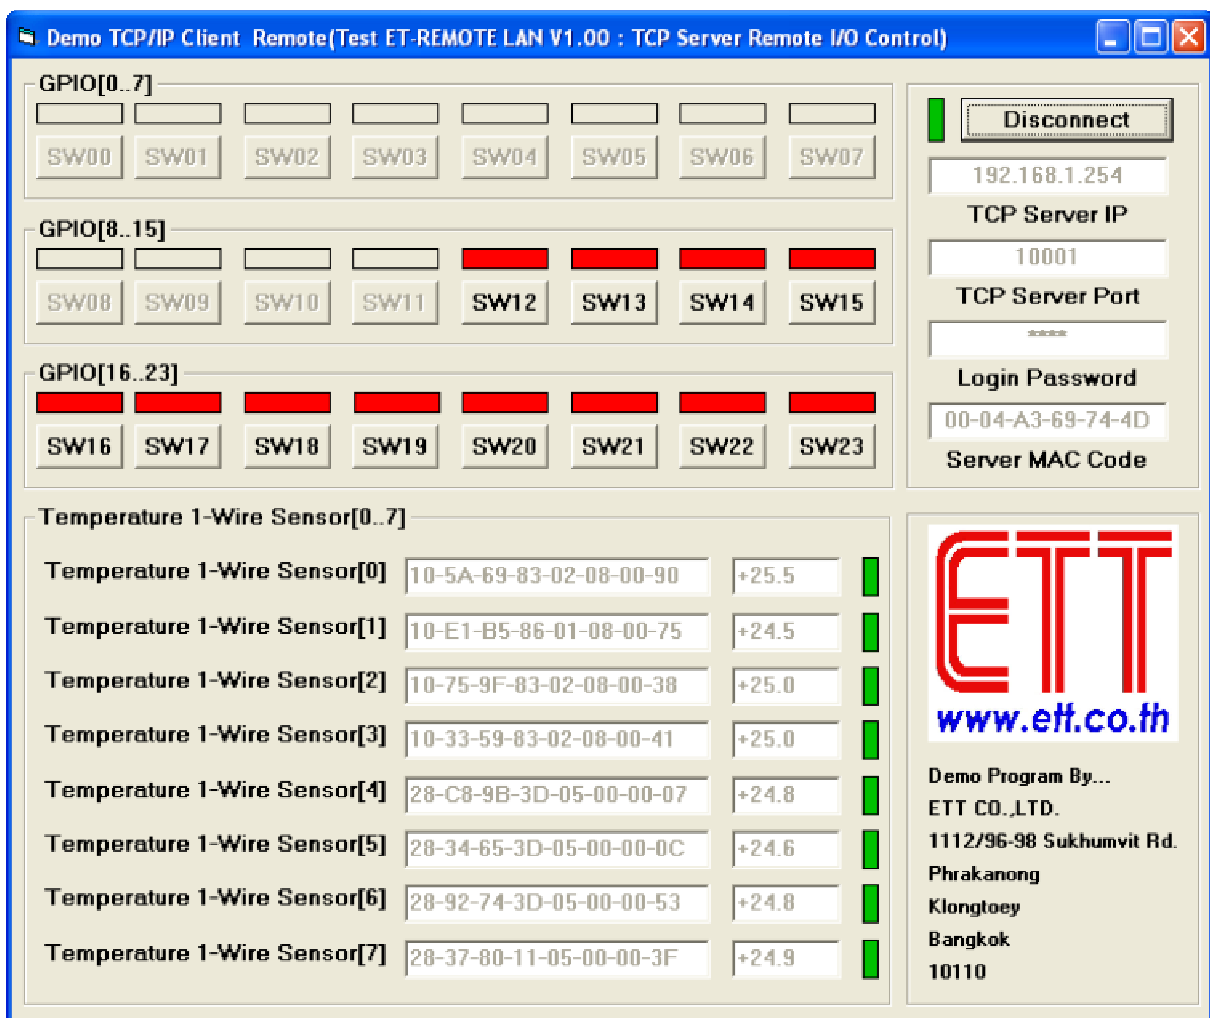 Demo TCP/IP Client  Remote(Test ET-REMOTE LAN V1.00 : TCP Server Remote I/O Control)
GPIO[0..7]
SW00 SW01 SW02 SW03 SW04 SW05 SW06 SW07
GPIO[8..15]
SW08 SW09 SW10 SW11 SW12 SW13 SW14 SW15
GPIO[16..23]
SW16 SW17 SW18 SW19 SW20 SW21 SW22 SW23
Disconnect
192.168.1.254
TCP Server IP
10001
TCP Server Port
****
Login Password
00-04-A3-69-74-4D
Server MAC Code
Temperature 1-Wire Sensor[0..7]
Temperature 1-Wire Sensor[0] 10-5A-69-83-02-08-00-90 +25.5
Temperature 1-Wire Sensor[1] 10-E1-B5-86-01-08-00-75 +24.5
Temperature 1-Wire Sensor[2] 10-75-9F-83-02-08-00-38 +25.0
Temperature 1-Wire Sensor[3] 10-33-59-83-02-08-00-41 +25.0
Temperature 1-Wire Sensor[4] 28-C8-9B-3D-05-00-00-07 +24.8
Temperature 1-Wire Sensor[5] 28-34-65-3D-05-00-00-0C +24.6
Temperature 1-Wire Sensor[6] 28-92-74-3D-05-00-00-53 +24.8
Temperature 1-Wire Sensor[7] 28-37-80-11-05-00-00-3F +24.9
ETT
www.ett.co.th
Demo Program By...
ETT CO.,LTD.
1112/96-98 Sukhumvit Rd.
Phrakanong
Klongtoey
Bangkok
10110